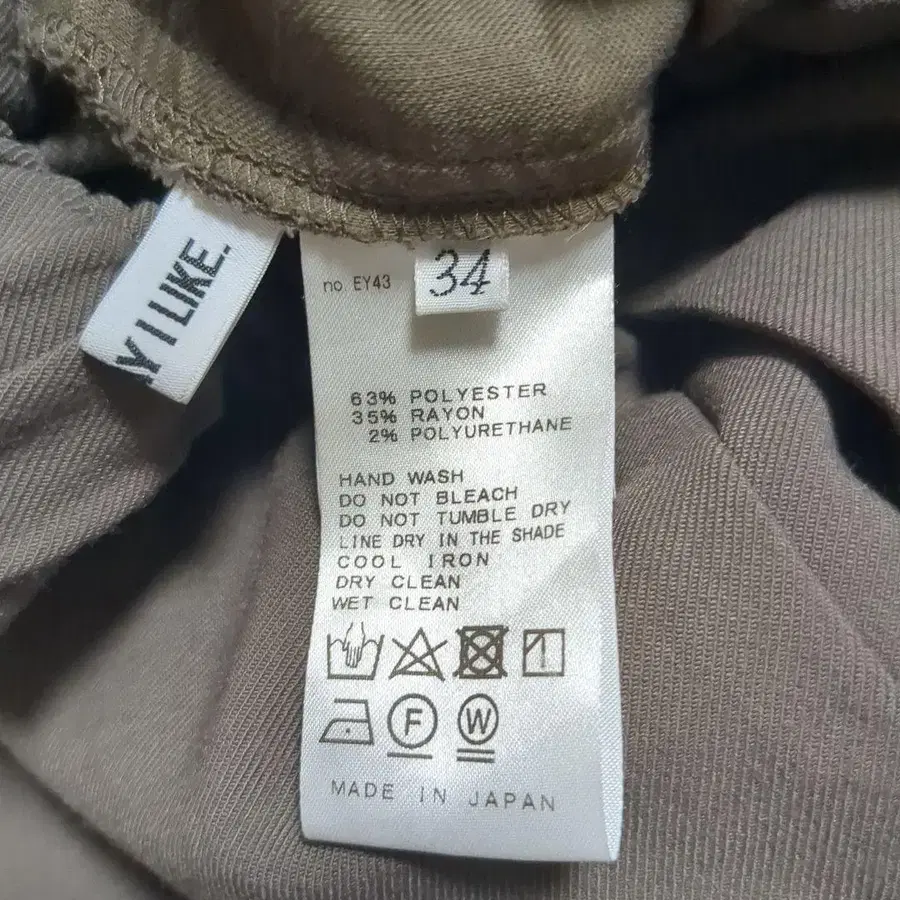 Y I LIKE.
no EY43
34
63% POLYESTER
35% RAYON
2% POLYURETHANE
HAND WASH
DO NOT BLEACH
DO NOT TUMBLE DRY
LINE DRY IN THE SHADE
COOL IRON
DRY CLEAN
WET CLEAN
F W
MADE IN JAPAN